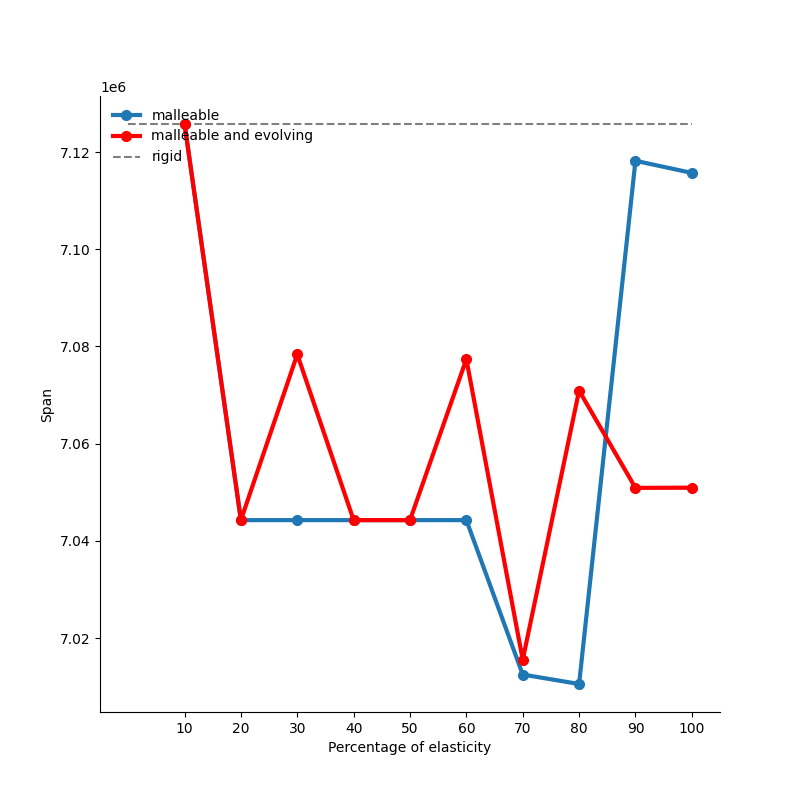 1e6
malleable
malleable and evolving
rigid
7.12
7.10
7.08
7.06
7.04
7.02
Span
10 20 30 40 50 60 70 80 90 100
Percentage of elasticity